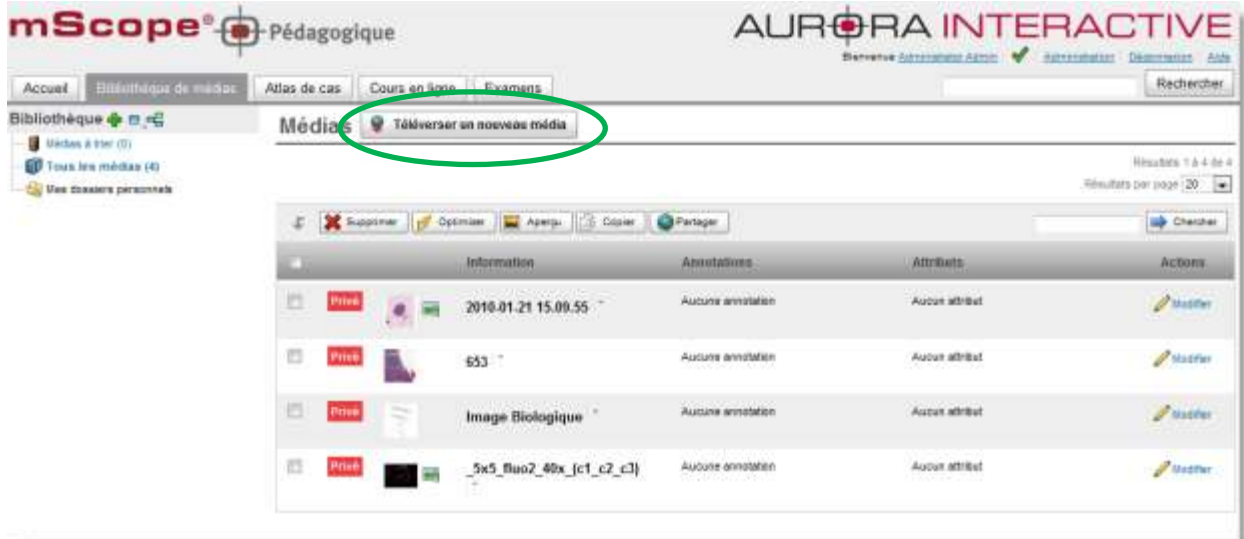 mScope® Pédagogique
AURORA INTERACTIVE
Bienvenue Administrator Admin Administration Déconnexion Aide
Accueil Bibliothèque de médias Atlas de cas Cours en ligne Examens Rechercher
Bibliothèque
Médias à trier (0)
Tous les médias (4)
Mes dossiers personnels
Médias Téléverser un nouveau média
Résultats 1 à 4 de 4
Résultats par page 20
Supprimer Optimiser Aperçu Copier Partager Chercher
Information Annotations Attributs Actions
Privé 2010-01-21 15.09.55 Aucune annotation Aucun attribut Modifier
Privé 653 Aucune annotation Aucun attribut Modifier
Privé Image Biologique Aucune annotation Aucun attribut Modifier
Privé _5x5_fluo2_40x_(c1_c2_c3) Aucune annotation Aucun attribut Modifier